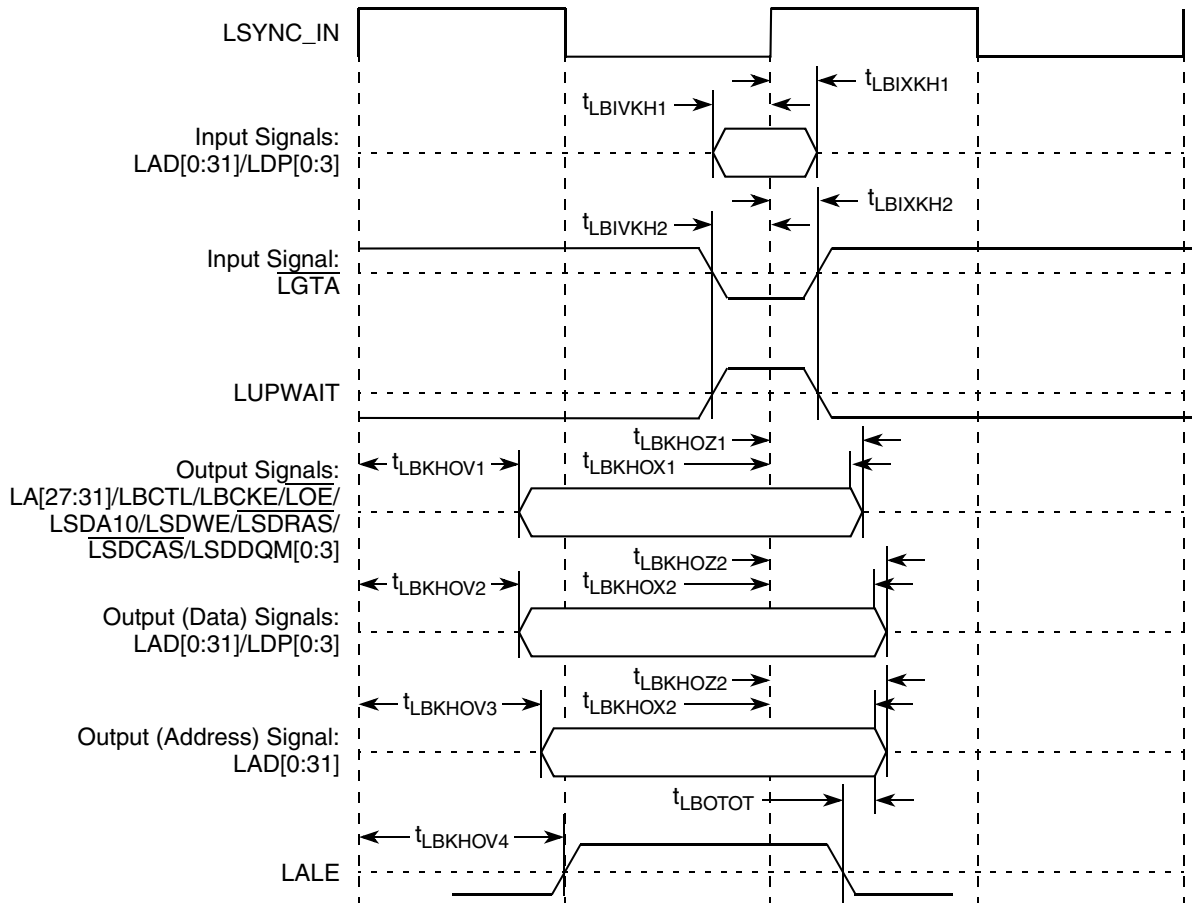 LSYNC_IN
tLBIXKH1
tLBIVKH1
Input Signals:
LAD[0:31]/LDP[0:3]
tLBIXKH2
tLBIVKH2
Input Signal:
LGTA
LUPWAIT
tLBKHOZ1
tLBKHOV1
tLBKHOX1
Output Signals:
LA[27:31]/LBCTL/LBCKE/LOE/
LSDA10/LSDWE/LSDRAS/
LSDCAS/LSDDQM[0:3]
tLBKHOZ2
tLBKHOV2
tLBKHOX2
Output (Data) Signals:
LAD[0:31]/LDP[0:3]
tLBKHOZ2
tLBKHOV3
tLBKHOX2
Output (Address) Signal:
LAD[0:31]
tLBOTOT
tLBKHOV4
LALE